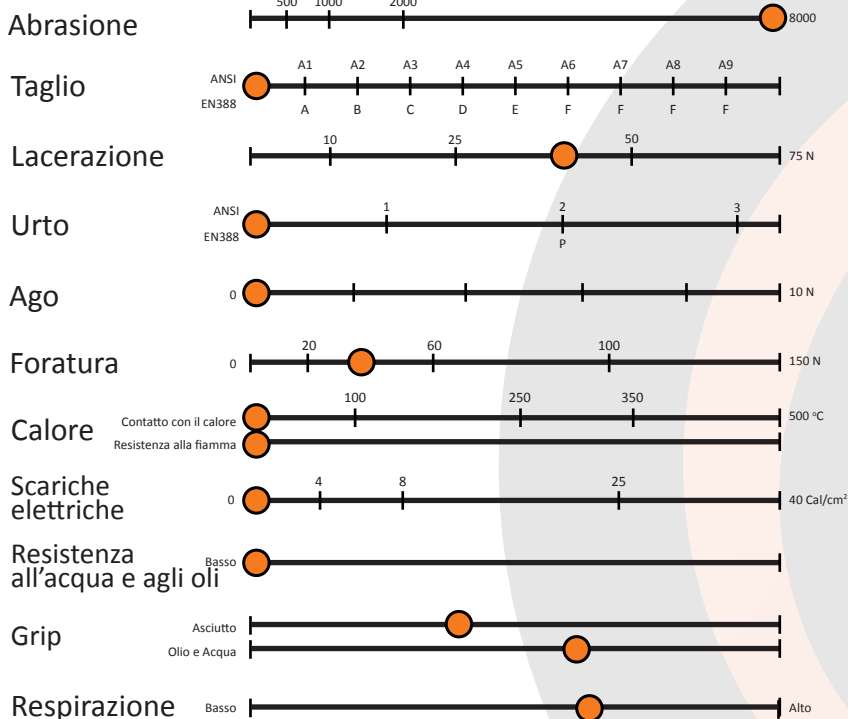 500 1000 2000
Abrasione 8000
A1 A2 A3 A4 A5 A6 A7 A8 A9
Taglio ANSI
EN388
A B C D E F F F F
10 25 50
Lacerazione 75 N
1 2 3
Urto ANSI
EN388
P
Ago 0 10 N
20 60 100
Foratura 0 150 N
100 250 350
Calore Contatto con il calore 500 °C
Resistenza alla fiamma
4 8 25
Scariche
elettriche 0 40 Cal/cm²
Resistenza Basso
all'acqua e agli oli
Grip Asciutto
Olio e Acqua
Respirazione Basso Alto